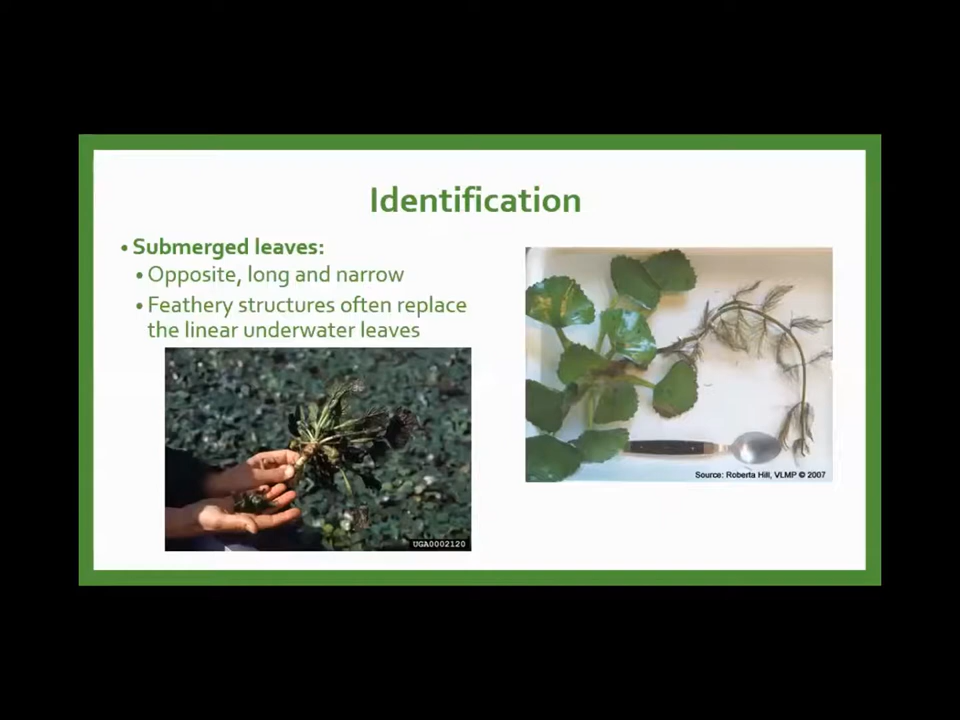 Identification
• Submerged leaves:
• Opposite, long and narrow
• Feathery structures often replace
the linear underwater leaves
Source: Roberta Hill, VLMP © 2007
UGA0002120